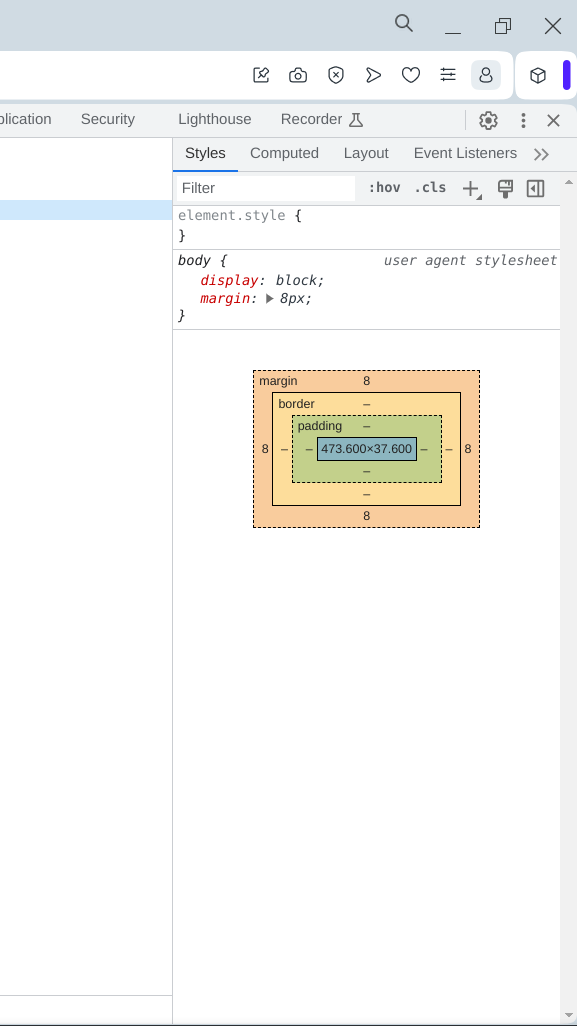 plication Security Lighthouse Recorder
Styles Computed Layout Event Listeners
Filter :hov .cls
element.style {
}
body { user agent stylesheet
display: block;
margin: 8px;
}
margin 8
border –
padding –
8 – – 473.600×37.600 – – 8
–
–
8